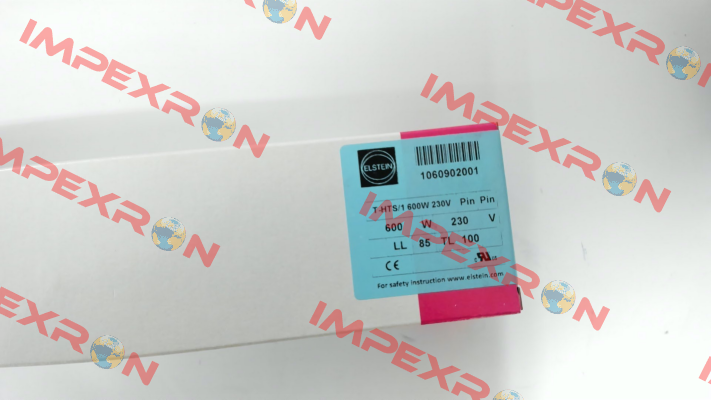 IMPEXRON
IMPEXRON
IMPEXRON
IMPEXRON
IMPEXRON
IMPEXRON
IMPEXRON
ELSTEIN
1060902001
T-HTS/1 600W 230V Pin Pin
600 W 230 V
LL 85 TL 100
CE
For safety instruction www.elstein.com